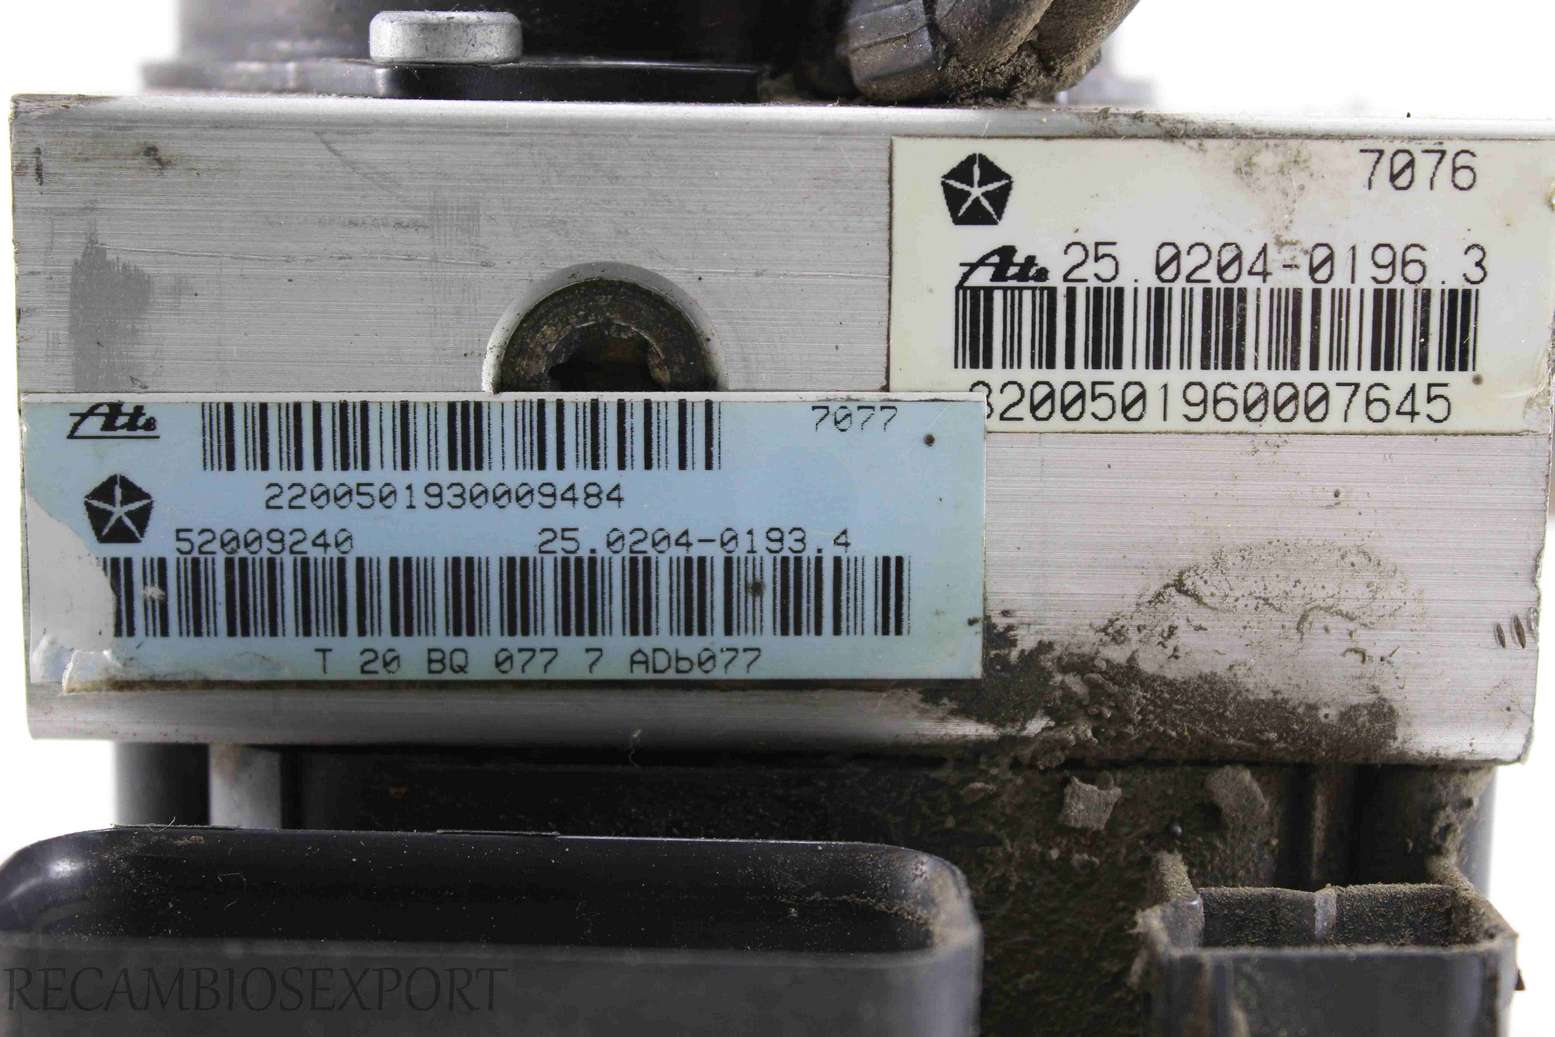 7076
Ate 25.0204-0196.3
3200501960007645
Ate 7077
2200501930009484
52009240 25.0204-0193.4
T 20 BQ 077 7 ADb077
RECAMBIOSEXPORT